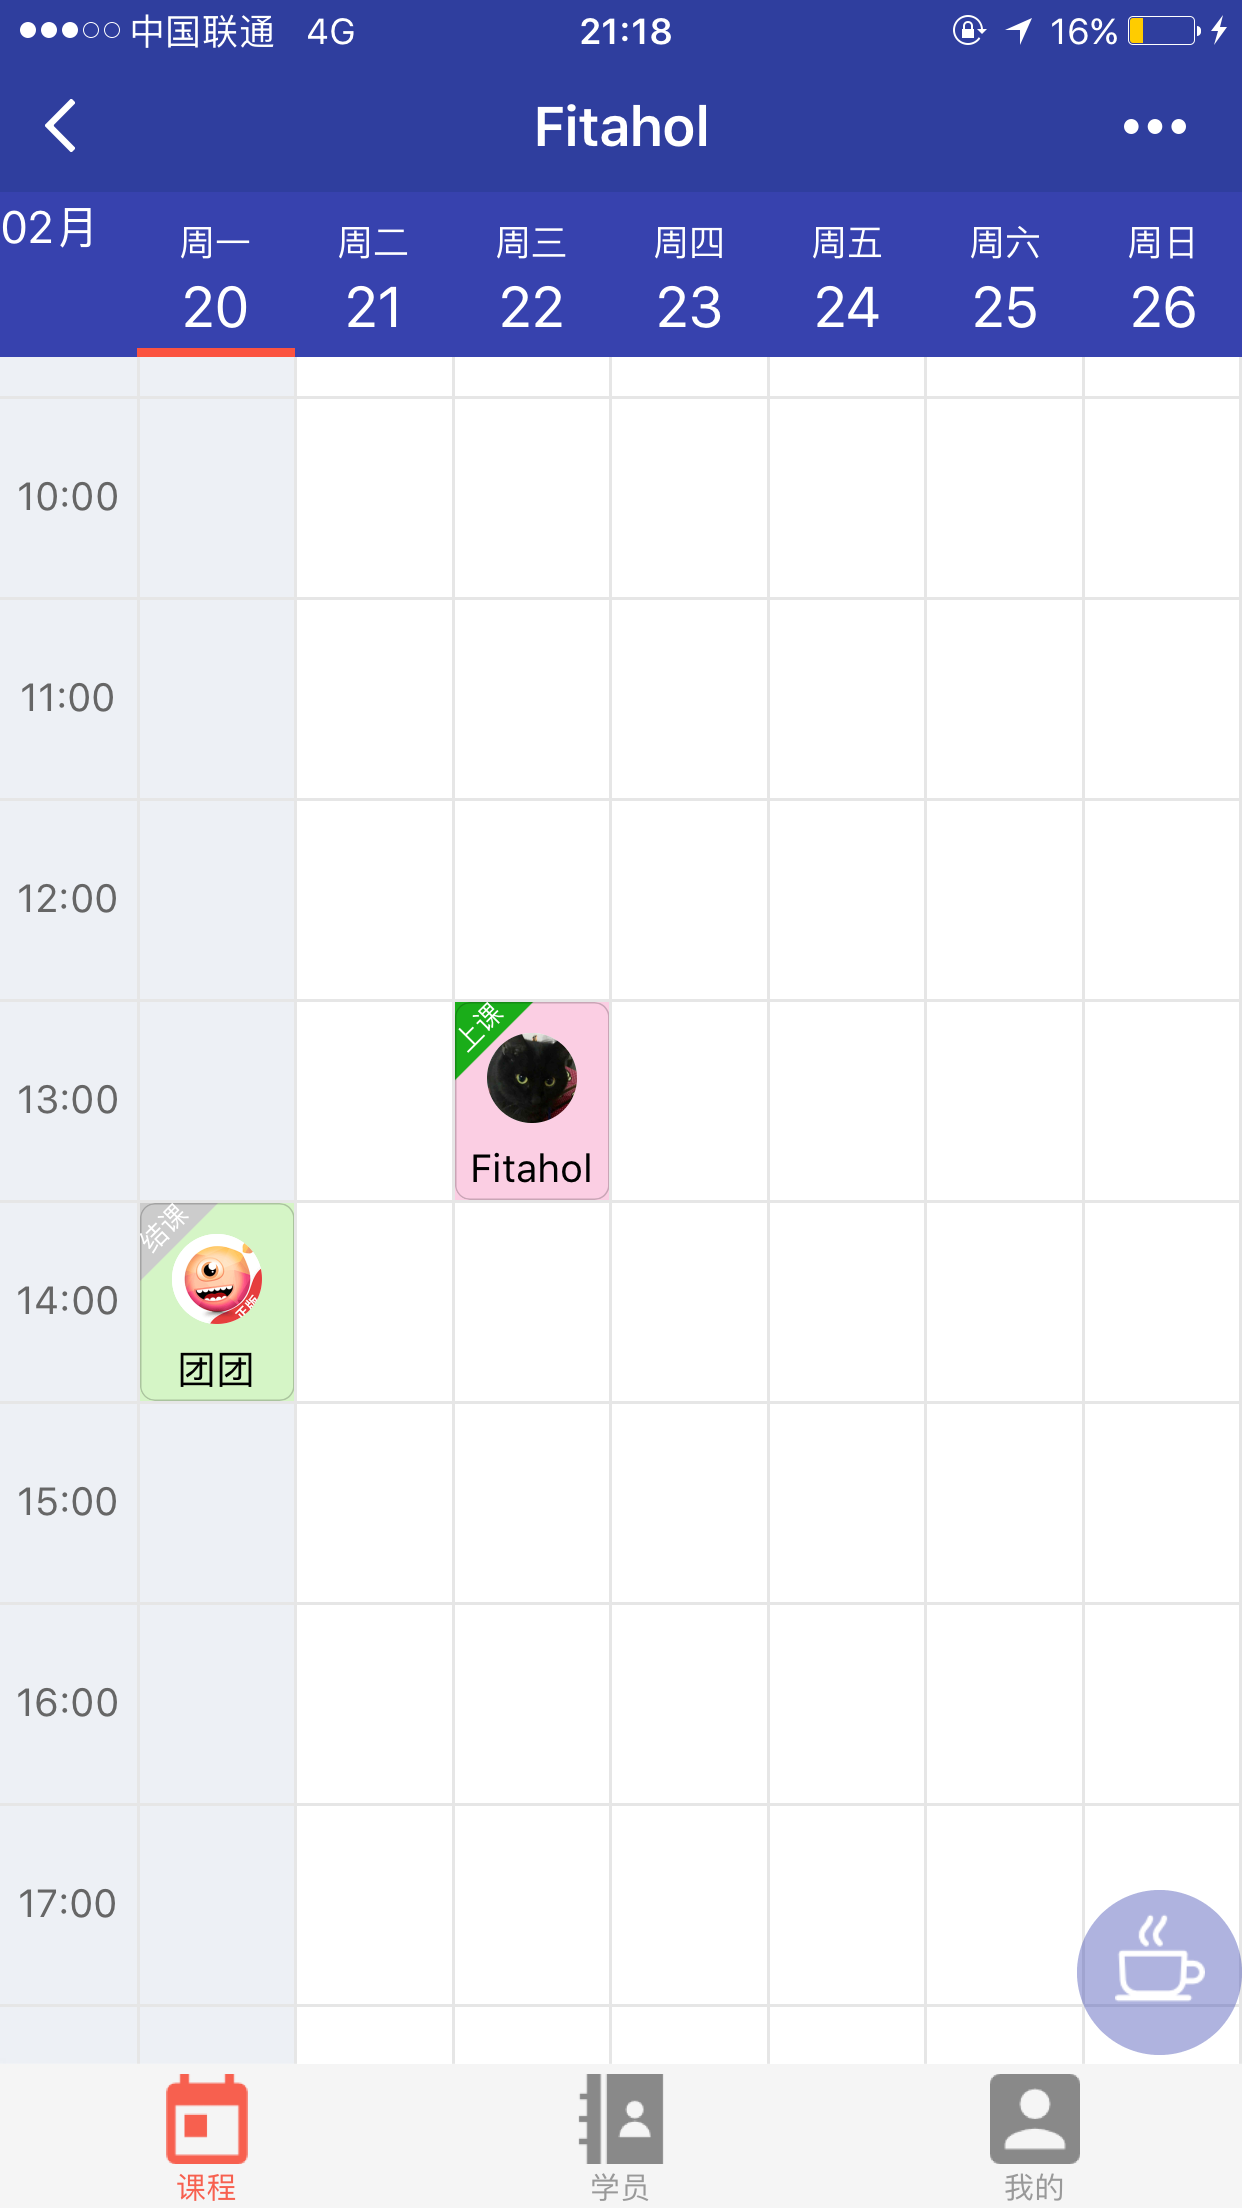 中国联通 4G 21:18 16%
Fitahol
02月
周一 周二 周三 周四 周五 周六 周日
20 21 22 23 24 25 26
10:00
11:00
12:00
13:00
上课
Fitahol
14:00
结课
正版
团团
15:00
16:00
17:00
课程 学员 我的